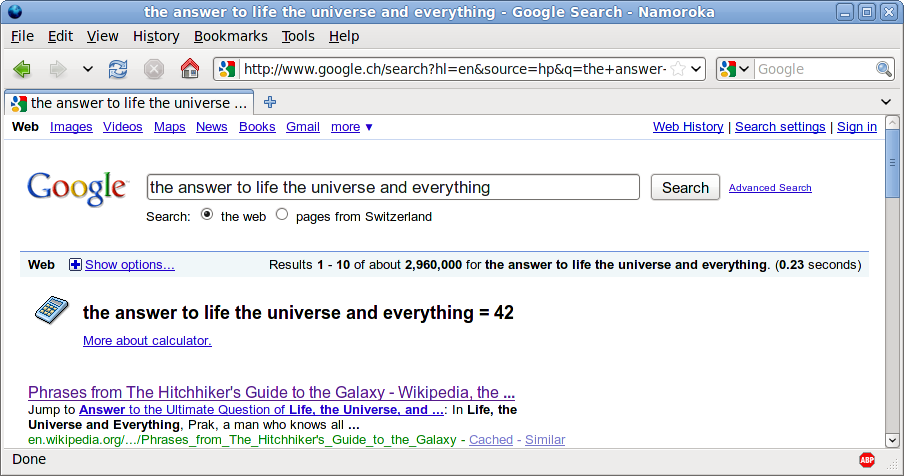 the answer to life the universe and everything - Google Search - Namoroka
File Edit View History Bookmarks Tools Help
http://www.google.ch/search?hl=en&source=hp&q=the+answer- Google
the answer to life the universe ...
Web Images Videos Maps News Books Gmail more ▼ Web History | Search settings | Sign in
Google™ the answer to life the universe and everything Search Advanced Search
Search: the web pages from Switzerland
Web Show options... Results 1 - 10 of about 2,960,000 for the answer to life the universe and everything. (0.23 seconds)
the answer to life the universe and everything = 42
More about calculator.
Phrases from The Hitchhiker's Guide to the Galaxy - Wikipedia, the ...
Jump to Answer to the Ultimate Question of Life, the Universe, and ...: In Life, the
Universe and Everything, Prak, a man who knows all ...
en.wikipedia.org/.../Phrases_from_The_Hitchhiker's_Guide_to_the_Galaxy - Cached - Similar
Done ABP